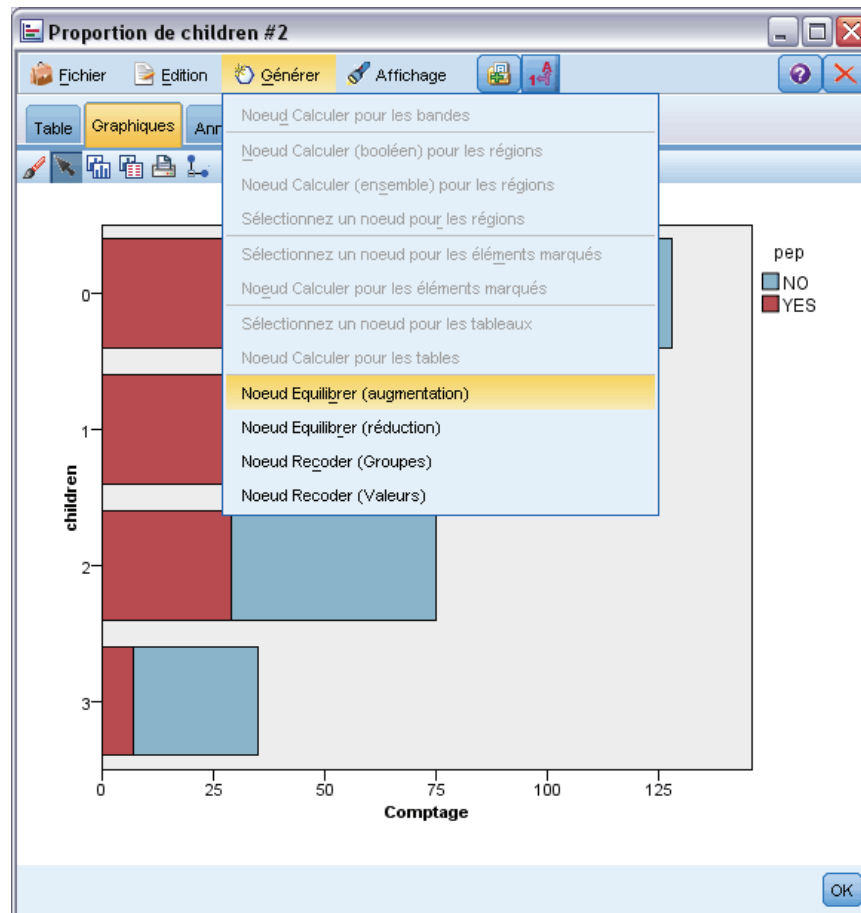 Proportion de children #2
Fichier Edition Générer Affichage
Table Graphiques Ann
Noeud Calculer pour les bandes
Noeud Calculer (booléen) pour les régions
Noeud Calculer (ensemble) pour les régions
Sélectionnez un noeud pour les régions
Sélectionnez un noeud pour les éléments marqués
Noeud Calculer pour les éléments marqués
Sélectionnez un noeud pour les tableaux
Noeud Calculer pour les tables
Noeud Equilibrer (augmentation)
Noeud Equilibrer (réduction)
Noeud Recoder (Groupes)
Noeud Recoder (Valeurs)
pep
NO
YES
children
0
1
2
3
0 25 50 75 100 125
Comptage
OK